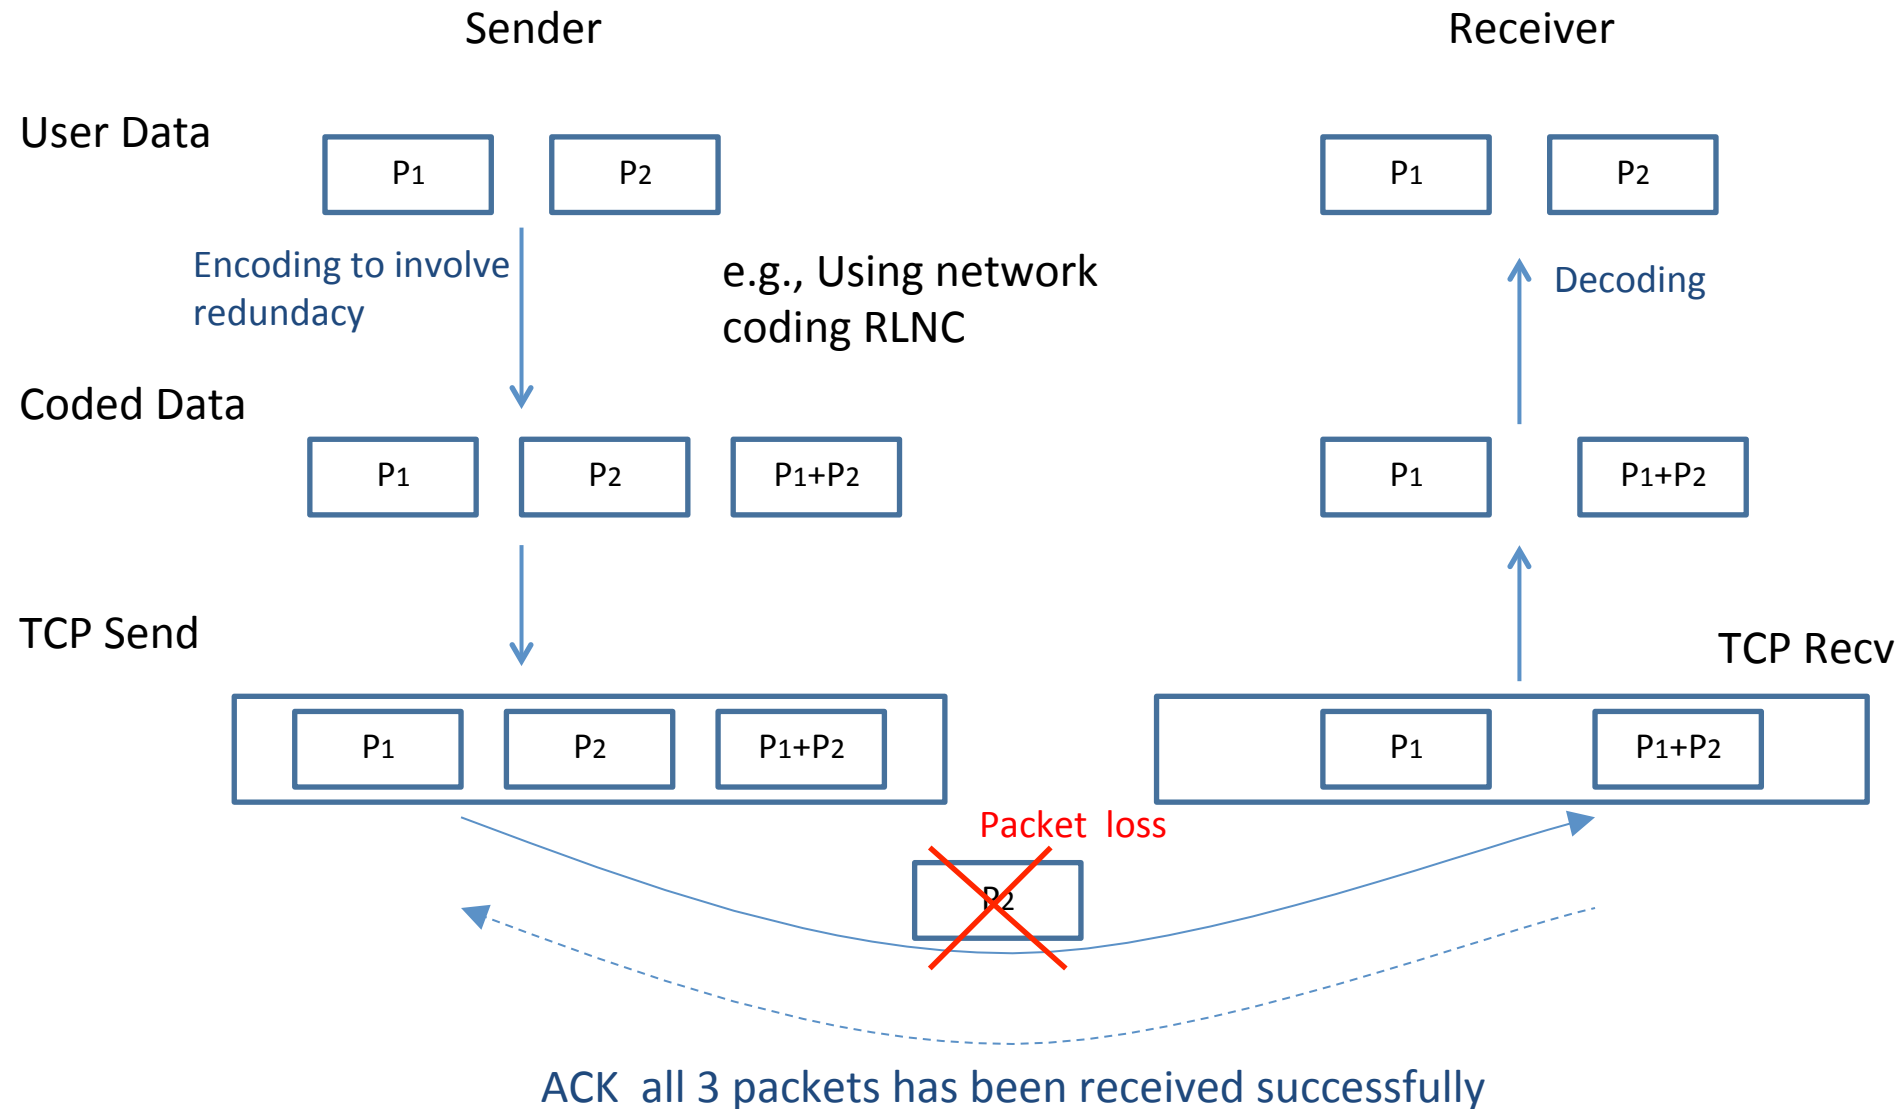 Sender
Receiver
User Data
P1
P2
P1
P2
Encoding to involve
redundacy
e.g., Using network
coding RLNC
Decoding
Coded Data
P1
P2
P1+P2
P1
P1+P2
TCP Send
TCP Recv
P1
P2
P1+P2
P1
P1+P2
Packet loss
P2
ACK all 3 packets has been received successfully